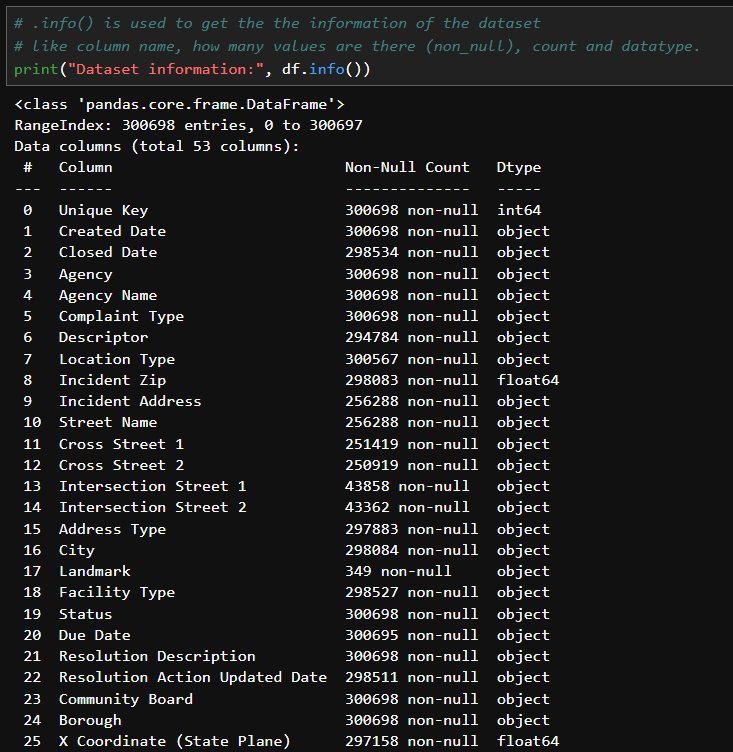 # .info() is used to get the the information of the dataset
# like column name, how many values are there (non_null), count and datatype.
print("Dataset information:", df.info())
<class 'pandas.core.frame.DataFrame'>
RangeIndex: 300698 entries, 0 to 300697
Data columns (total 53 columns):
 #   Column                          Non-Null Count   Dtype
---  ------                          --------------   -----
 0   Unique Key                      300698 non-null  int64
 1   Created Date                    300698 non-null  object
 2   Closed Date                     298534 non-null  object
 3   Agency                          300698 non-null  object
 4   Agency Name                     300698 non-null  object
 5   Complaint Type                  300698 non-null  object
 6   Descriptor                      294784 non-null  object
 7   Location Type                   300567 non-null  object
 8   Incident Zip                    298083 non-null  float64
 9   Incident Address                256288 non-null  object
 10  Street Name                     256288 non-null  object
 11  Cross Street 1                  251419 non-null  object
 12  Cross Street 2                  250919 non-null  object
 13  Intersection Street 1           43858 non-null   object
 14  Intersection Street 2           43362 non-null   object
 15  Address Type                    297883 non-null  object
 16  City                            298084 non-null  object
 17  Landmark                        349 non-null     object
 18  Facility Type                   298527 non-null  object
 19  Status                          300698 non-null  object
 20  Due Date                        300695 non-null  object
 21  Resolution Description          300698 non-null  object
 22  Resolution Action Updated Date  298511 non-null  object
 23  Community Board                 300698 non-null  object
 24  Borough                         300698 non-null  object
 25  X Coordinate (State Plane)      297158 non-null  float64